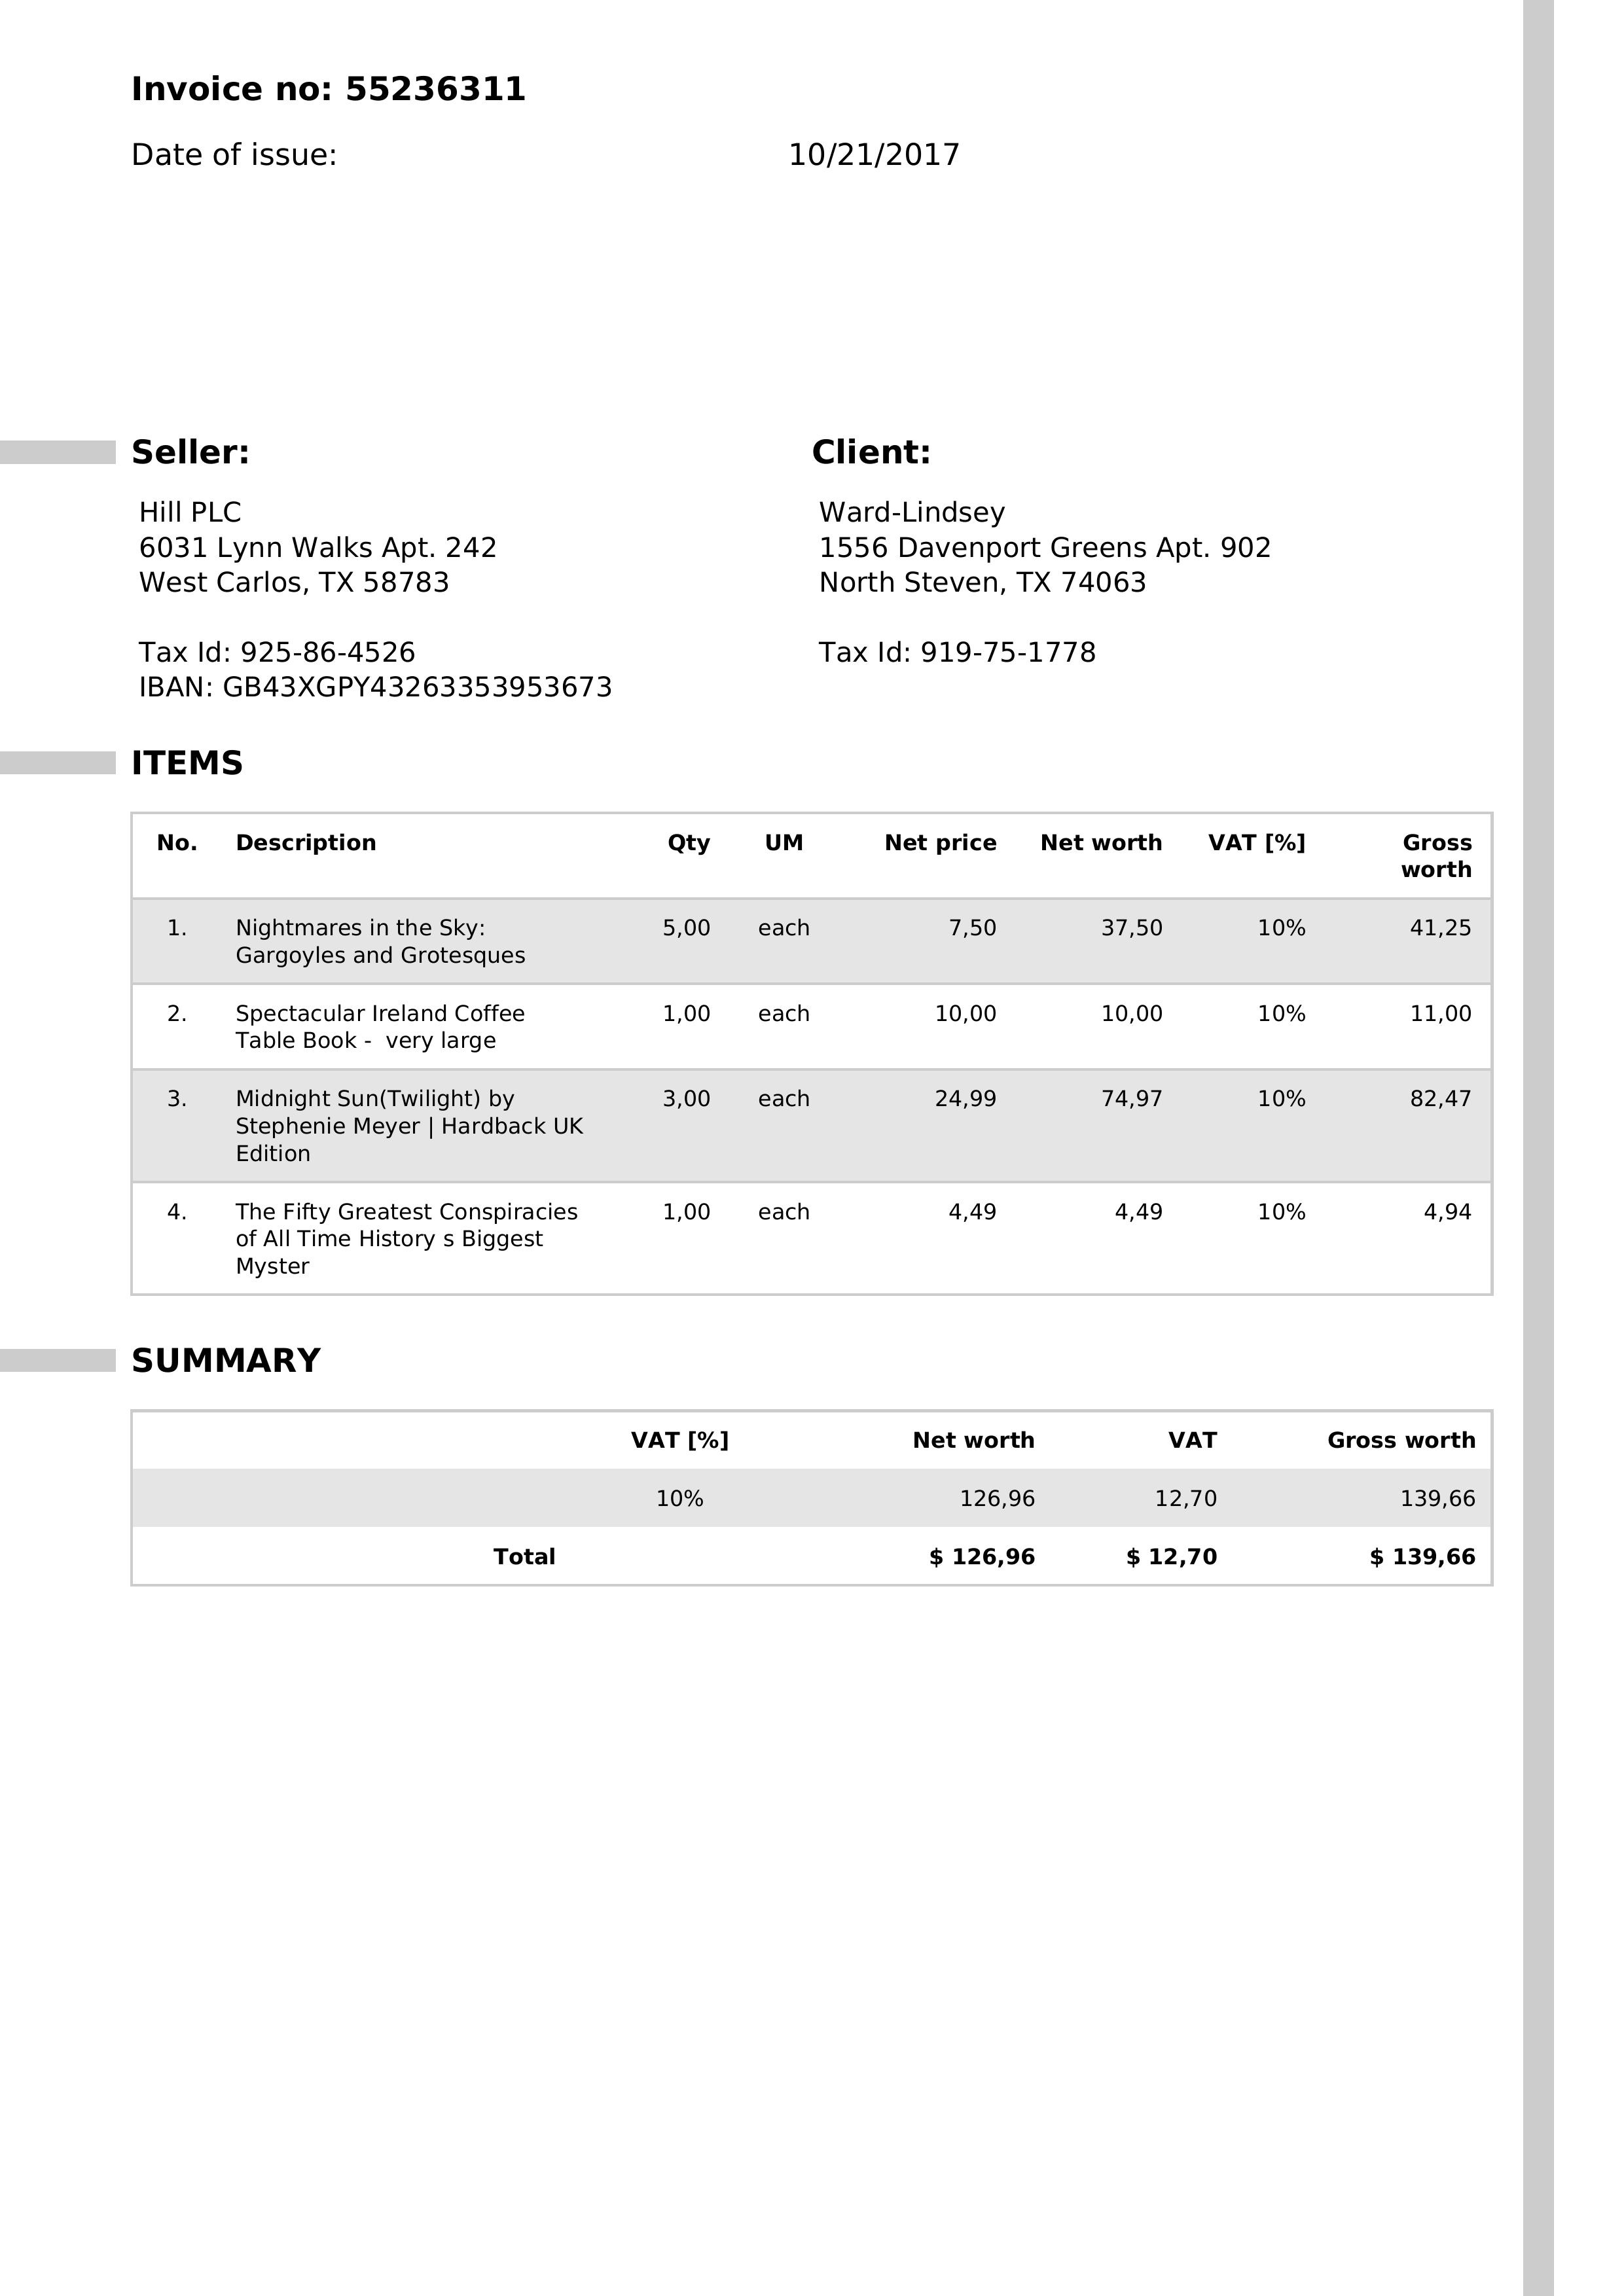 Invoice no: 55236311
Date of issue: 10/21/2017
Seller:
Hill PLC
6031 Lynn Walks Apt. 242
West Carlos, TX 58783
Tax Id: 925-86-4526
IBAN: GB43XGPY43263353953673
Client:
Ward-Lindsey
1556 Davenport Greens Apt. 902
North Steven, TX 74063
Tax Id: 919-75-1778
ITEMS
No. Description Qty UM Net price Net worth VAT [%] Gross
worth
1. Nightmares in the Sky: 5,00 each 7,50 37,50 10% 41,25
Gargoyles and Grotesques
2. Spectacular Ireland Coffee 1,00 each 10,00 10,00 10% 11,00
Table Book -  very large
3. Midnight Sun(Twilight) by 3,00 each 24,99 74,97 10% 82,47
Stephenie Meyer | Hardback UK
Edition
4. The Fifty Greatest Conspiracies 1,00 each 4,49 4,49 10% 4,94
of All Time History s Biggest
Myster
SUMMARY
VAT [%] Net worth VAT Gross worth
10% 126,96 12,70 139,66
Total $ 126,96 $ 12,70 $ 139,66